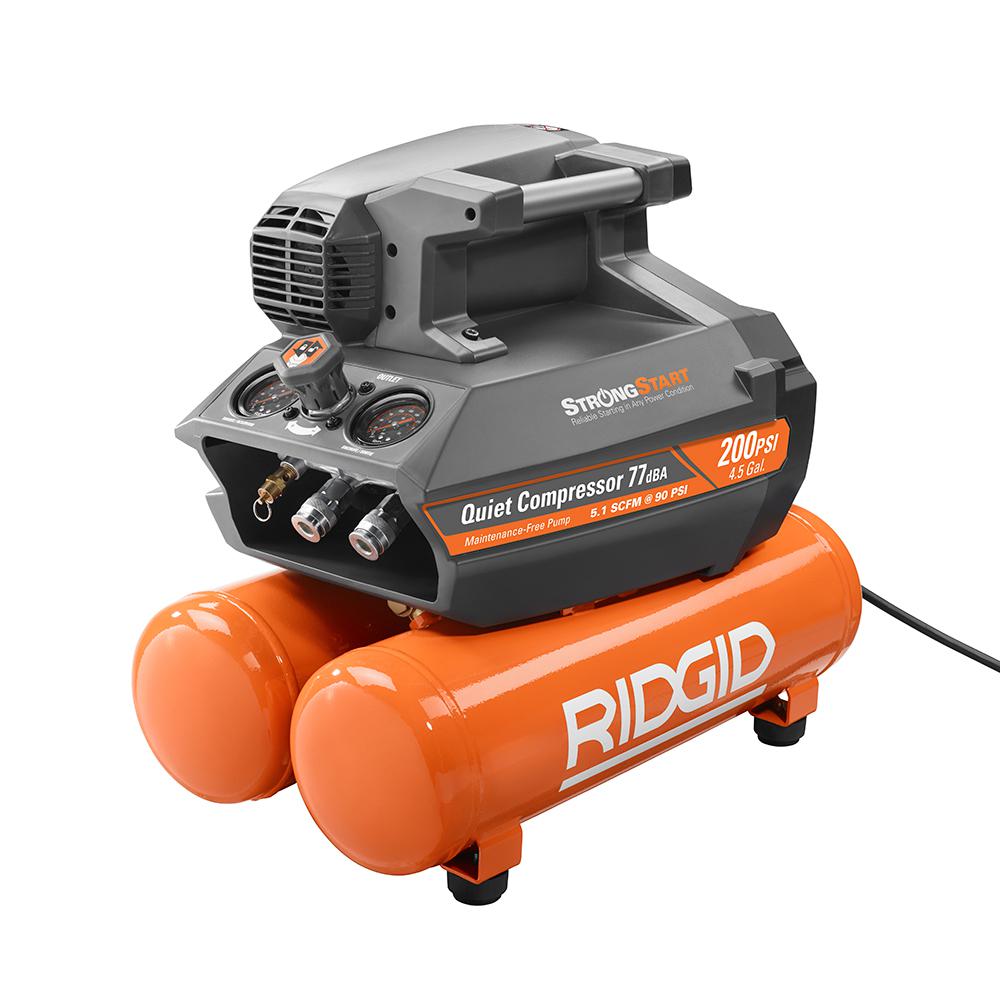 OUTLET
STRONGSTART
Reliable Starting in Any Power Condition
200PSI
4.5 Gal.
Quiet Compressor 77dBA
5.1 SCFM @ 90 PSI
Maintenance-Free Pump
RIDGID